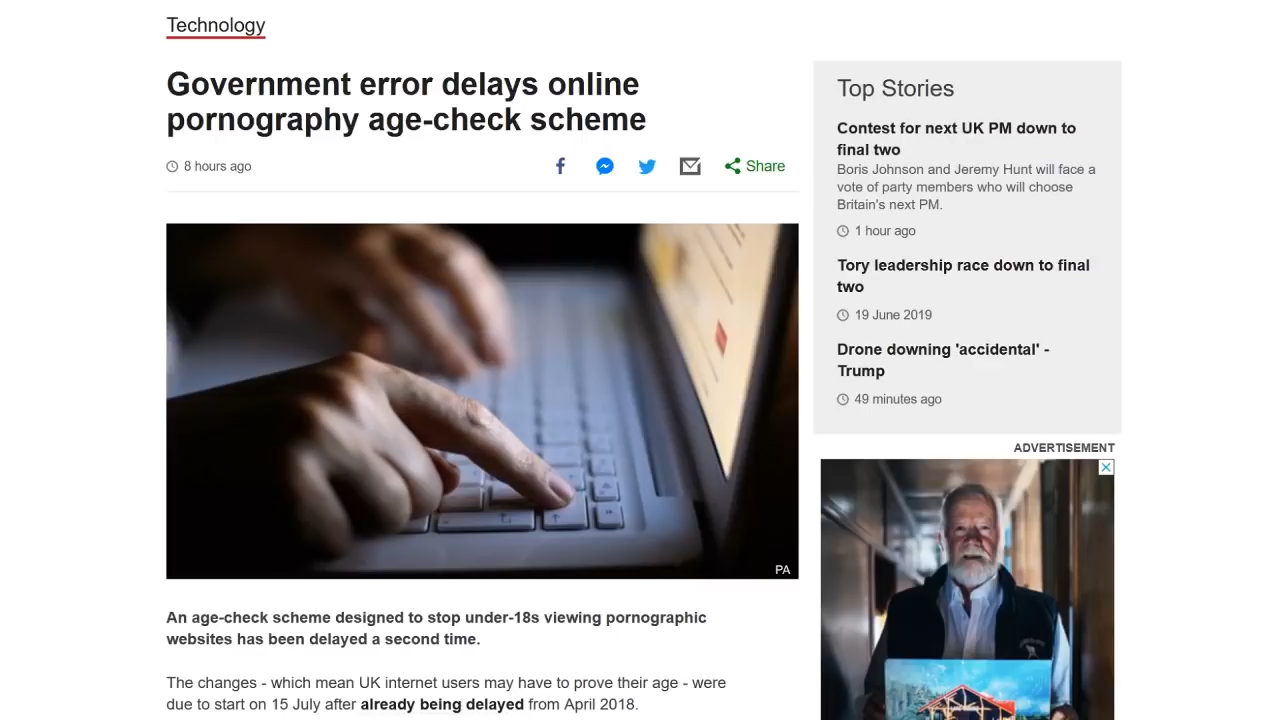 Technology
Government error delays online
pornography age-check scheme
8 hours ago
Share
PA
An age-check scheme designed to stop under-18s viewing pornographic
websites has been delayed a second time.
The changes - which mean UK internet users may have to prove their age - were
due to start on 15 July after already being delayed from April 2018.
Top Stories
Contest for next UK PM down to
final two
Boris Johnson and Jeremy Hunt will face a
vote of party members who will choose
Britain's next PM.
1 hour ago
Tory leadership race down to final
two
19 June 2019
Drone downing 'accidental' -
Trump
49 minutes ago
ADVERTISEMENT